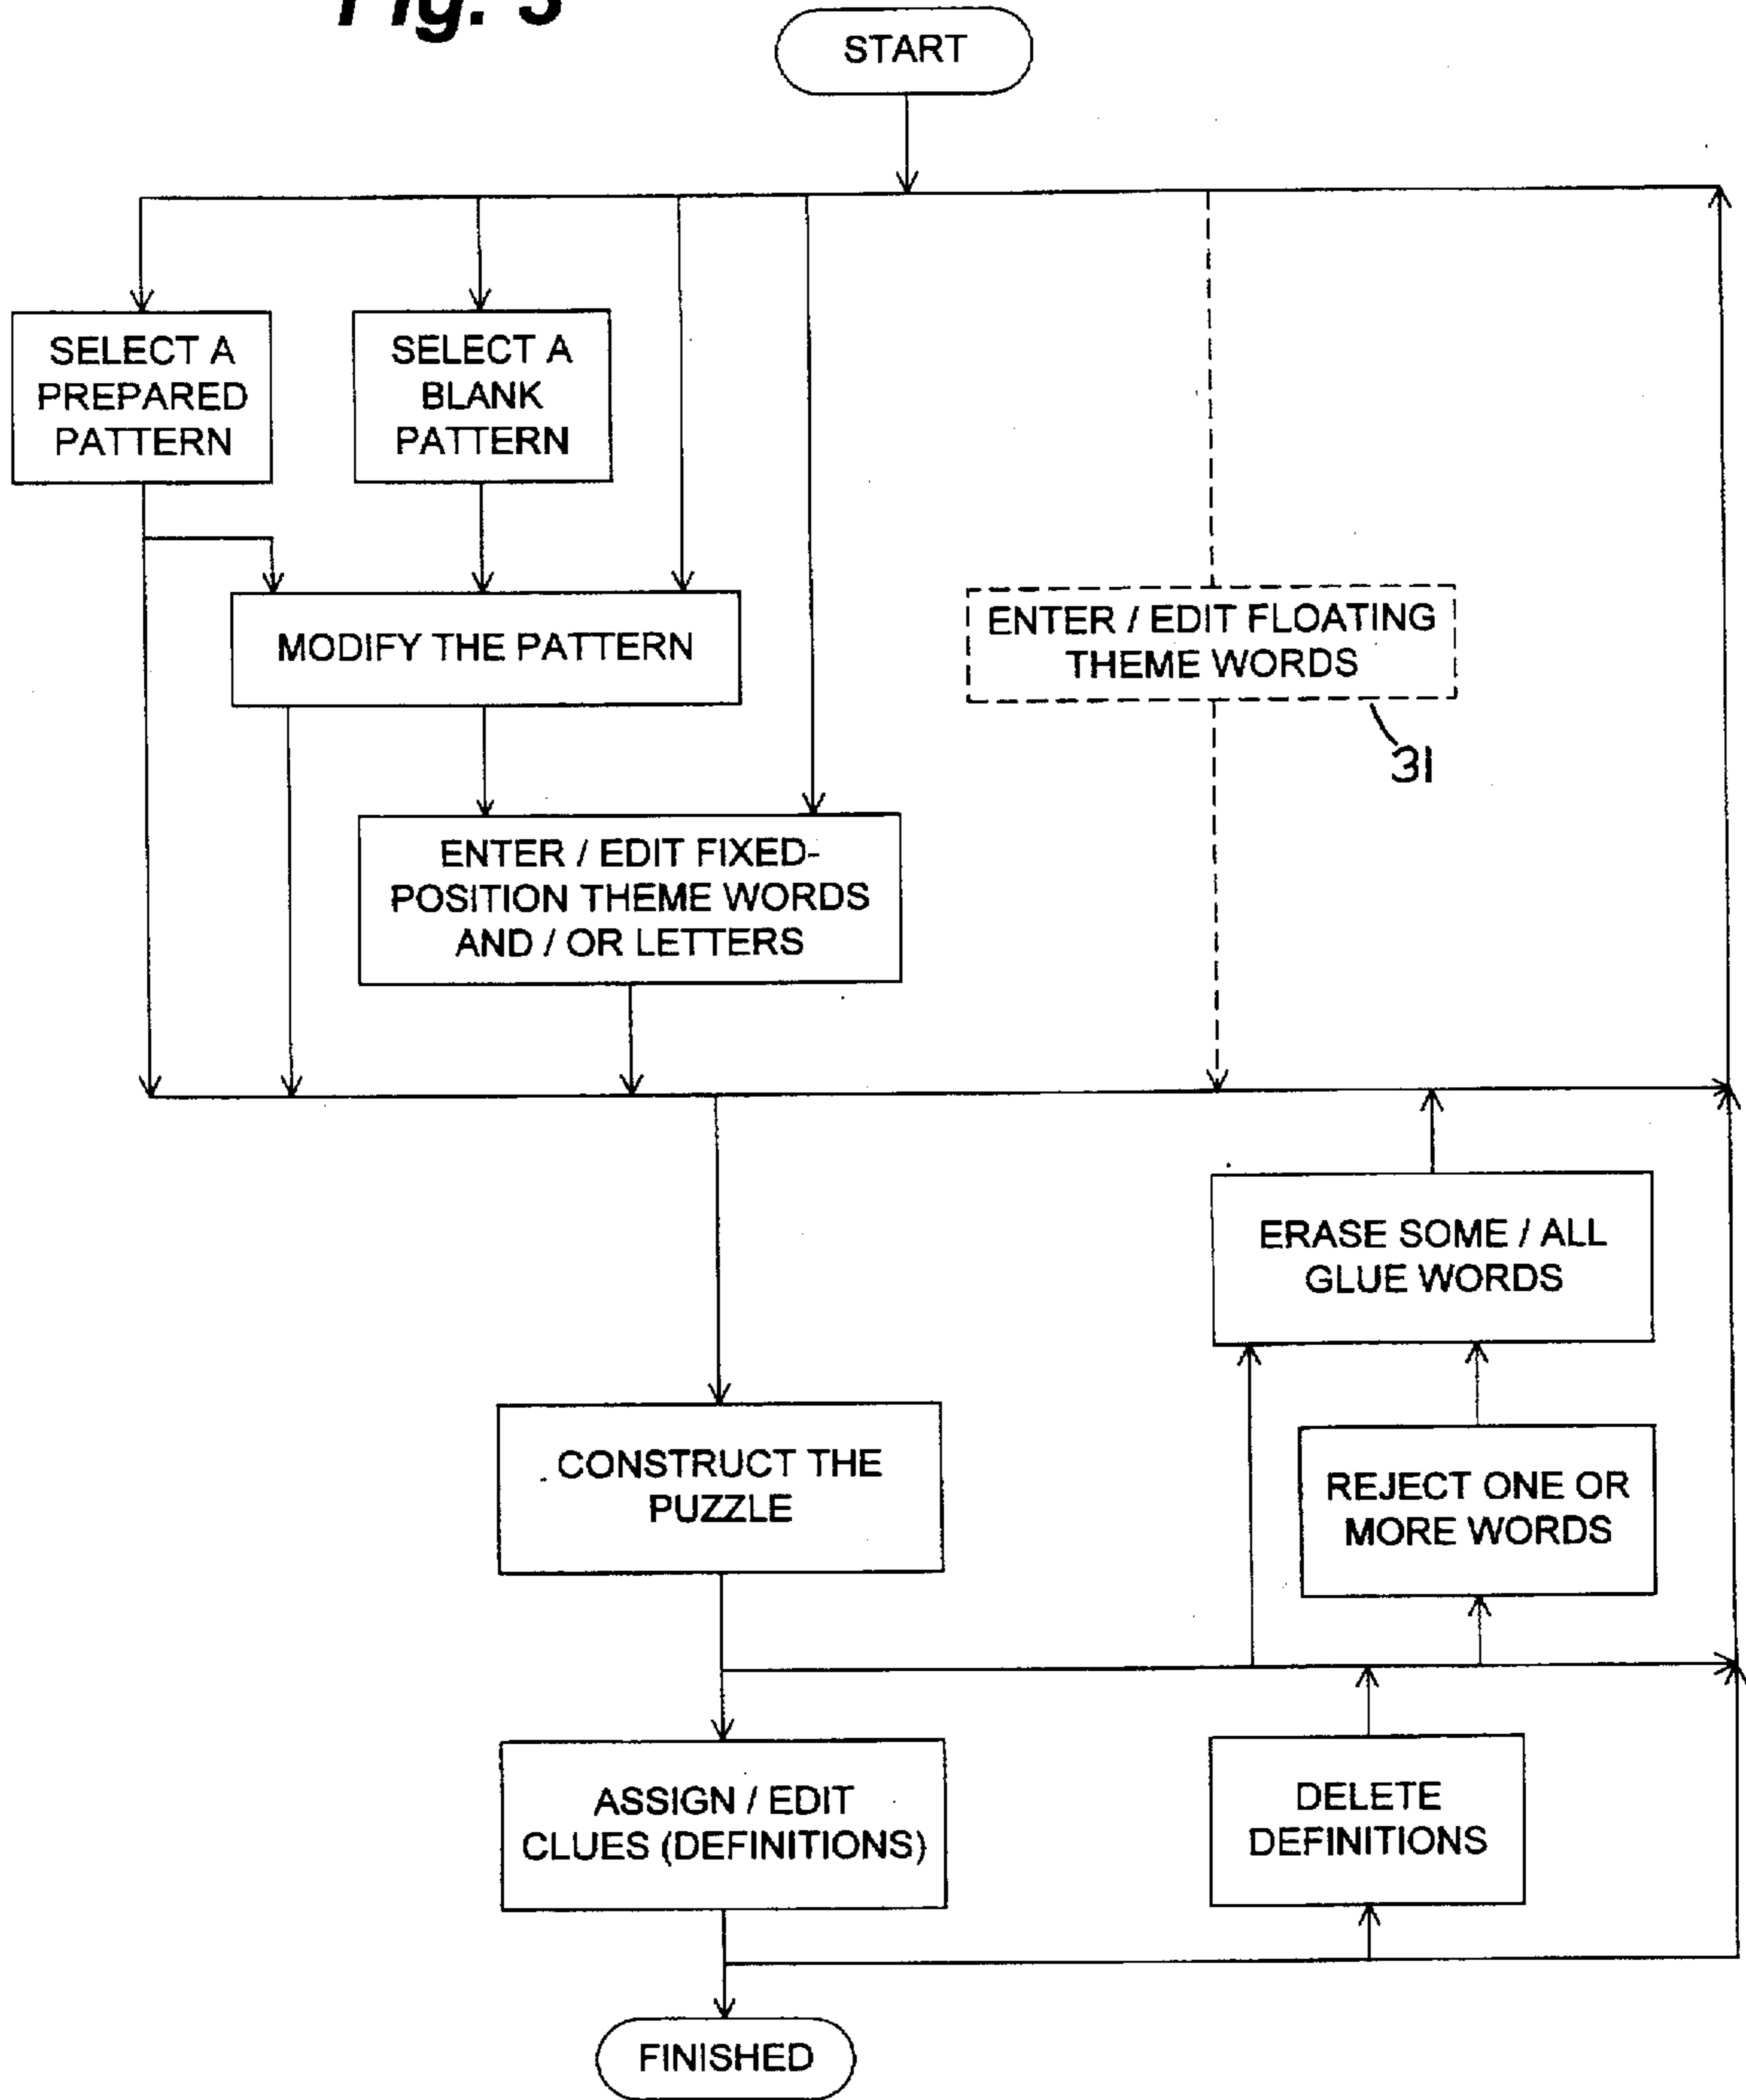 Fig. 3
START
SELECT A
PREPARED
PATTERN
SELECT A
BLANK
PATTERN
MODIFY THE PATTERN
ENTER / EDIT FLOATING
THEME WORDS
31
ENTER / EDIT FIXED-
POSITION THEME WORDS
AND / OR LETTERS
ERASE SOME / ALL
GLUE WORDS
CONSTRUCT THE
PUZZLE
REJECT ONE OR
MORE WORDS
ASSIGN / EDIT
CLUES (DEFINITIONS)
DELETE
DEFINITIONS
FINISHED